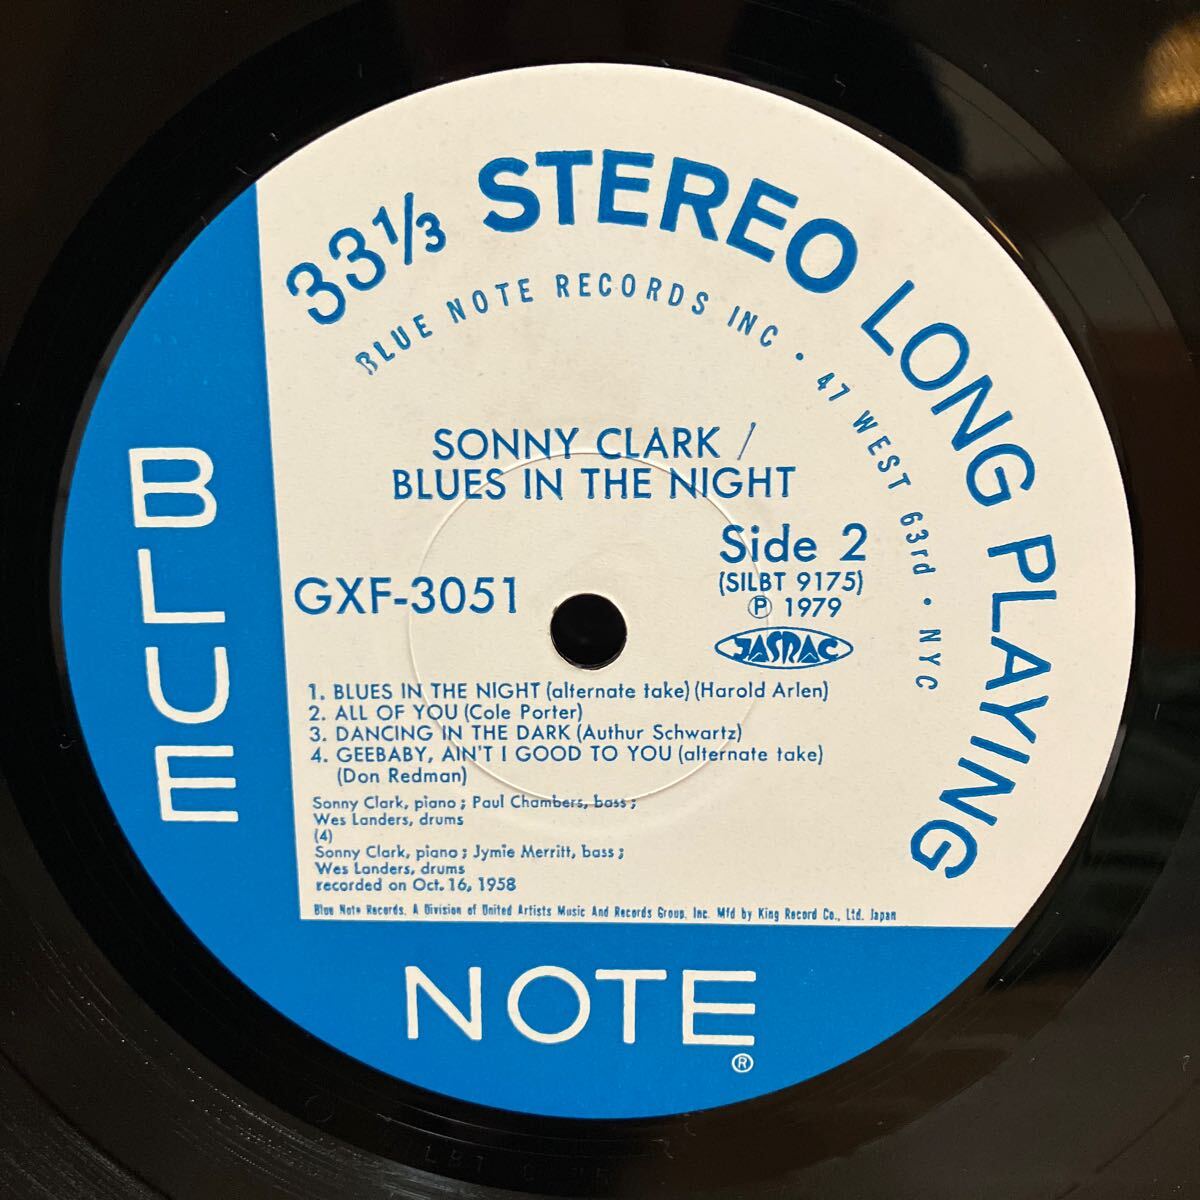 33 1/3 STEREO LONG PLAYING
BLUE NOTE RECORDS INC • 47 WEST 63rd • NYC
SONNY CLARK /
BLUES IN THE NIGHT
Side 2
(SILBT 9175)
Ⓟ 1979
GXF-3051
JASRAC
1. BLUES IN THE NIGHT (alternate take) (Harold Arlen)
2. ALL OF YOU (Cole Porter)
3. DANCING IN THE DARK (Authur Schwartz)
4. GEEBABY, AIN'T I GOOD TO YOU (alternate take)
(Don Redman)
Sonny Clark, piano ; Paul Chambers, bass ;
Wes Landers, drums
(4)
Sonny Clark, piano ; Jymie Merritt, bass ;
Wes Landers, drums
recorded on Oct. 16, 1958
Blue Note Records, A Division of United Artists Music And Records Group, Inc. Mfd by King Record Co., Ltd. Japan
BLUE
NOTE
®